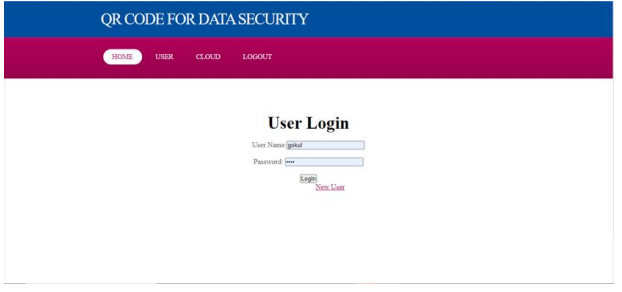 QR CODE FOR DATA SECURITY
HOME USER CLOUD LOGOUT
User Login
User Name: gokul
Password: ••••
Login
New User